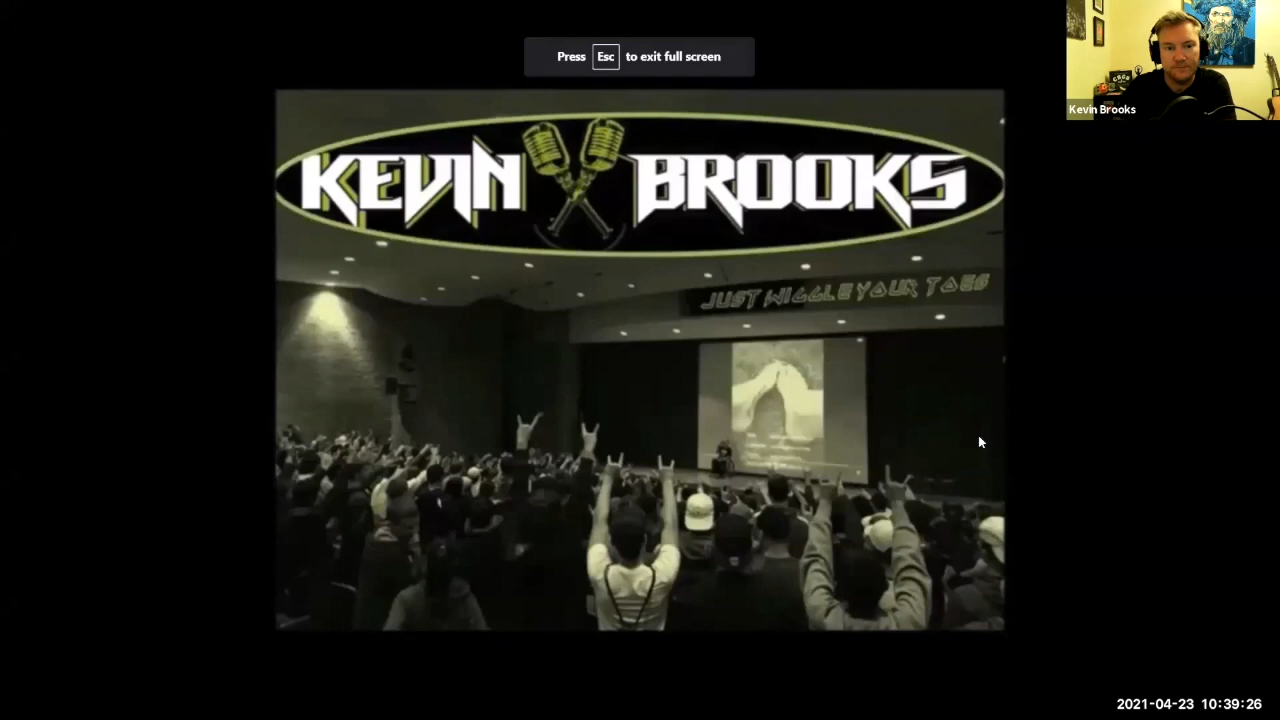 Press Esc to exit full screen
Kevin Brooks
KEVIN BROOKS
JUST WIGGLE YOUR TOES
2021-04-23 10:39:26